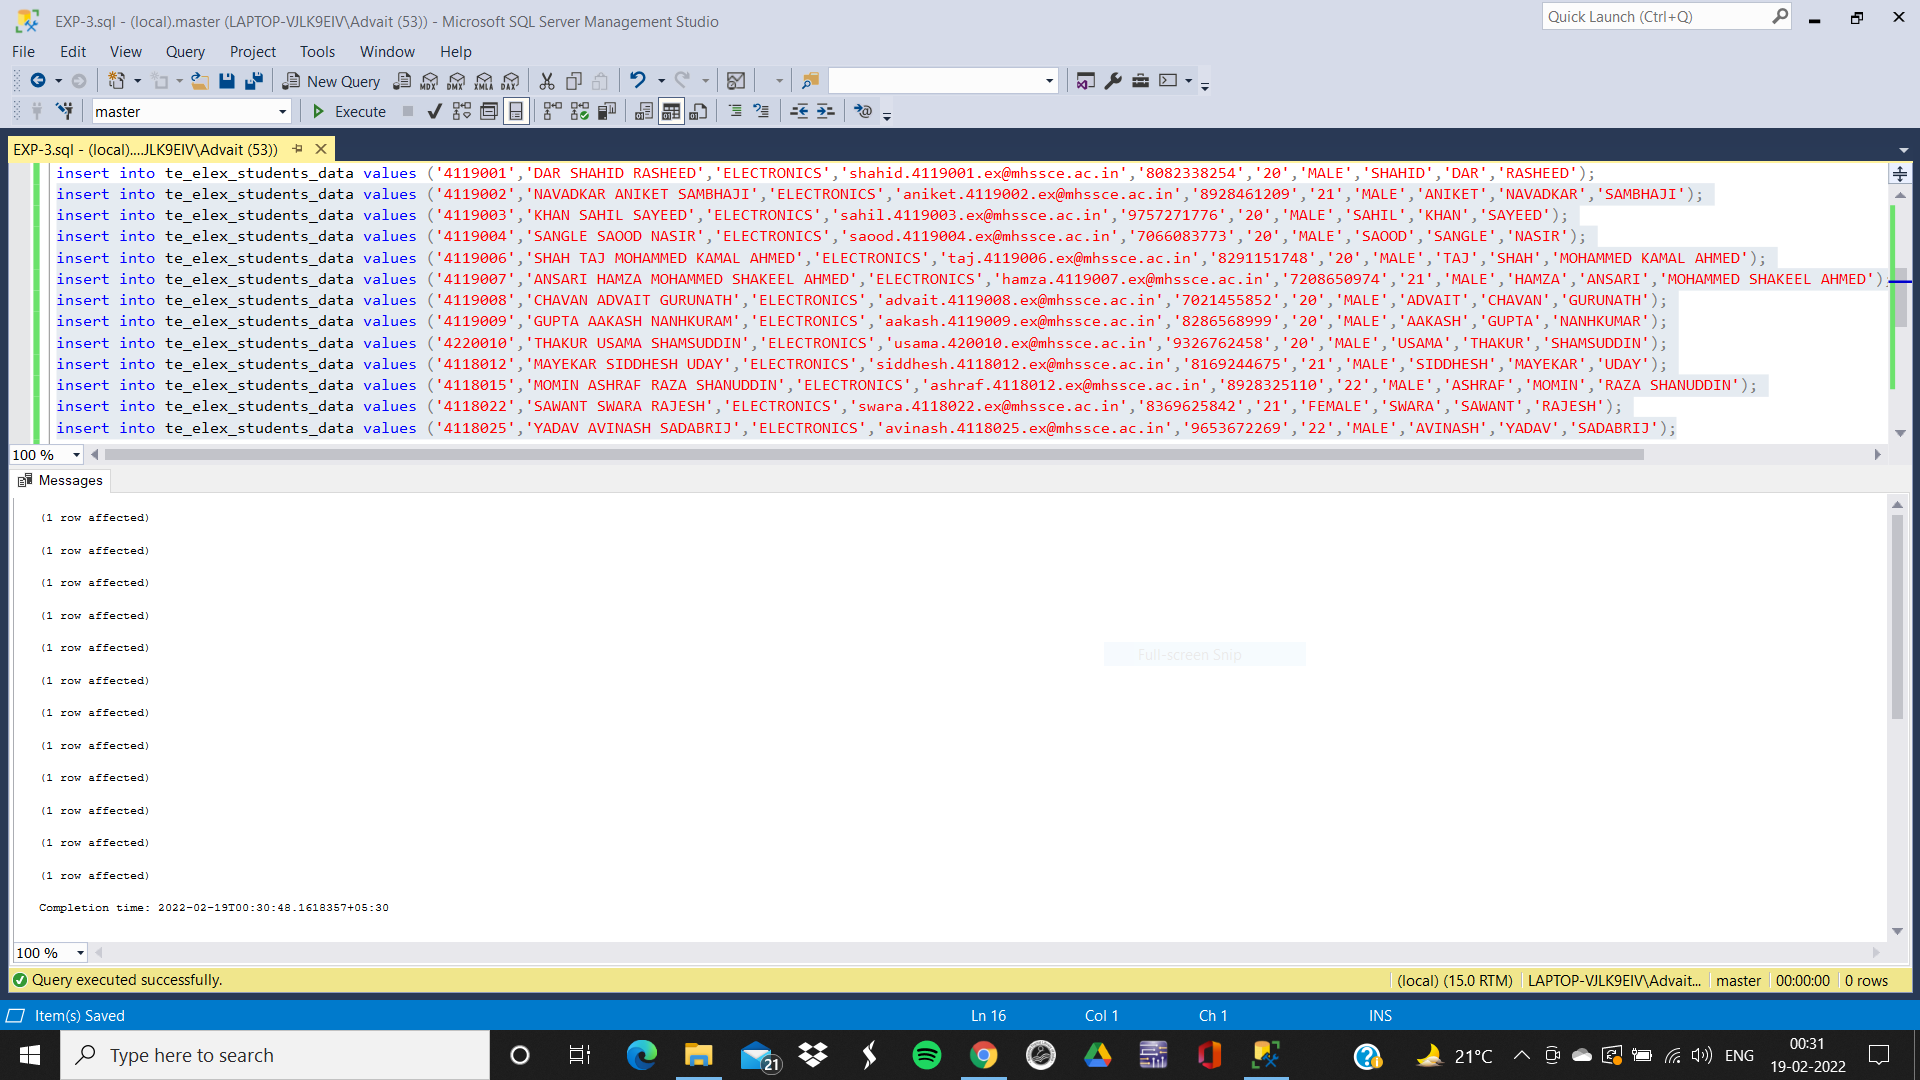 EXP-3.sql - (local).master (LAPTOP-VJLK9EIV\Advait (53)) - Microsoft SQL Server Management Studio
Quick Launch (Ctrl+Q)
File Edit View Query Project Tools Window Help
New Query MDX DMX XMLA DAX
master Execute
EXP-3.sql - (local)....JLK9EIV\Advait (53))
insert into te_elex_students_data values ('4119001','DAR SHAHID RASHEED','ELECTRONICS','shahid.4119001.ex@mhssce.ac.in','8082338254','20','MALE','SHAHID','DAR','RASHEED');
insert into te_elex_students_data values ('4119002','NAVADKAR ANIKET SAMBHAJI','ELECTRONICS','aniket.4119002.ex@mhssce.ac.in','8928461209','21','MALE','ANIKET','NAVADKAR','SAMBHAJI');
insert into te_elex_students_data values ('4119003','KHAN SAHIL SAYEED','ELECTRONICS','sahil.4119003.ex@mhssce.ac.in','9757271776','20','MALE','SAHIL','KHAN','SAYEED');
insert into te_elex_students_data values ('4119004','SANGLE SAOOD NASIR','ELECTRONICS','saood.4119004.ex@mhssce.ac.in','7066083773','20','MALE','SAOOD','SANGLE','NASIR');
insert into te_elex_students_data values ('4119006','SHAH TAJ MOHAMMED KAMAL AHMED','ELECTRONICS','taj.4119006.ex@mhssce.ac.in','8291151748','20','MALE','TAJ','SHAH','MOHAMMED KAMAL AHMED');
insert into te_elex_students_data values ('4119007','ANSARI HAMZA MOHAMMED SHAKEEL AHMED','ELECTRONICS','hamza.4119007.ex@mhssce.ac.in','7208650974','21','MALE','HAMZA','ANSARI','MOHAMMED SHAKEEL AHMED');
insert into te_elex_students_data values ('4119008','CHAVAN ADVAIT GURUNATH','ELECTRONICS','advait.4119008.ex@mhssce.ac.in','7021455852','20','MALE','ADVAIT','CHAVAN','GURUNATH');
insert into te_elex_students_data values ('4119009','GUPTA AAKASH NANHKURAM','ELECTRONICS','aakash.4119009.ex@mhssce.ac.in','8286568999','20','MALE','AAKASH','GUPTA','NANHKUMAR');
insert into te_elex_students_data values ('4220010','THAKUR USAMA SHAMSUDDIN','ELECTRONICS','usama.420010.ex@mhssce.ac.in','9326762458','20','MALE','USAMA','THAKUR','SHAMSUDDIN');
insert into te_elex_students_data values ('4118012','MAYEKAR SIDDHESH UDAY','ELECTRONICS','siddhesh.4118012.ex@mhssce.ac.in','8169244675','21','MALE','SIDDHESH','MAYEKAR','UDAY');
insert into te_elex_students_data values ('4118015','MOMIN ASHRAF RAZA SHANUDDIN','ELECTRONICS','ashraf.4118012.ex@mhssce.ac.in','8928325110','22','MALE','ASHRAF','MOMIN','RAZA SHANUDDIN');
insert into te_elex_students_data values ('4118022','SAWANT SWARA RAJESH','ELECTRONICS','swara.4118022.ex@mhssce.ac.in','8369625842','21','FEMALE','SWARA','SAWANT','RAJESH');
insert into te_elex_students_data values ('4118025','YADAV AVINASH SADABRIJ','ELECTRONICS','avinash.4118025.ex@mhssce.ac.in','9653672269','22','MALE','AVINASH','YADAV','SADABRIJ');
100 %
Messages
(1 row affected)
(1 row affected)
(1 row affected)
(1 row affected)
(1 row affected)
Full-screen Snip
(1 row affected)
(1 row affected)
(1 row affected)
(1 row affected)
(1 row affected)
(1 row affected)
(1 row affected)
Completion time: 2022-02-19T00:30:48.1618357+05:30
100 %
Query executed successfully. (local) (15.0 RTM) LAPTOP-VJLK9EIV\Advait... master 00:00:00 0 rows
Item(s) Saved Ln 16 Col 1 Ch 1 INS
Type here to search 21 21°C ENG 00:31
19-02-2022